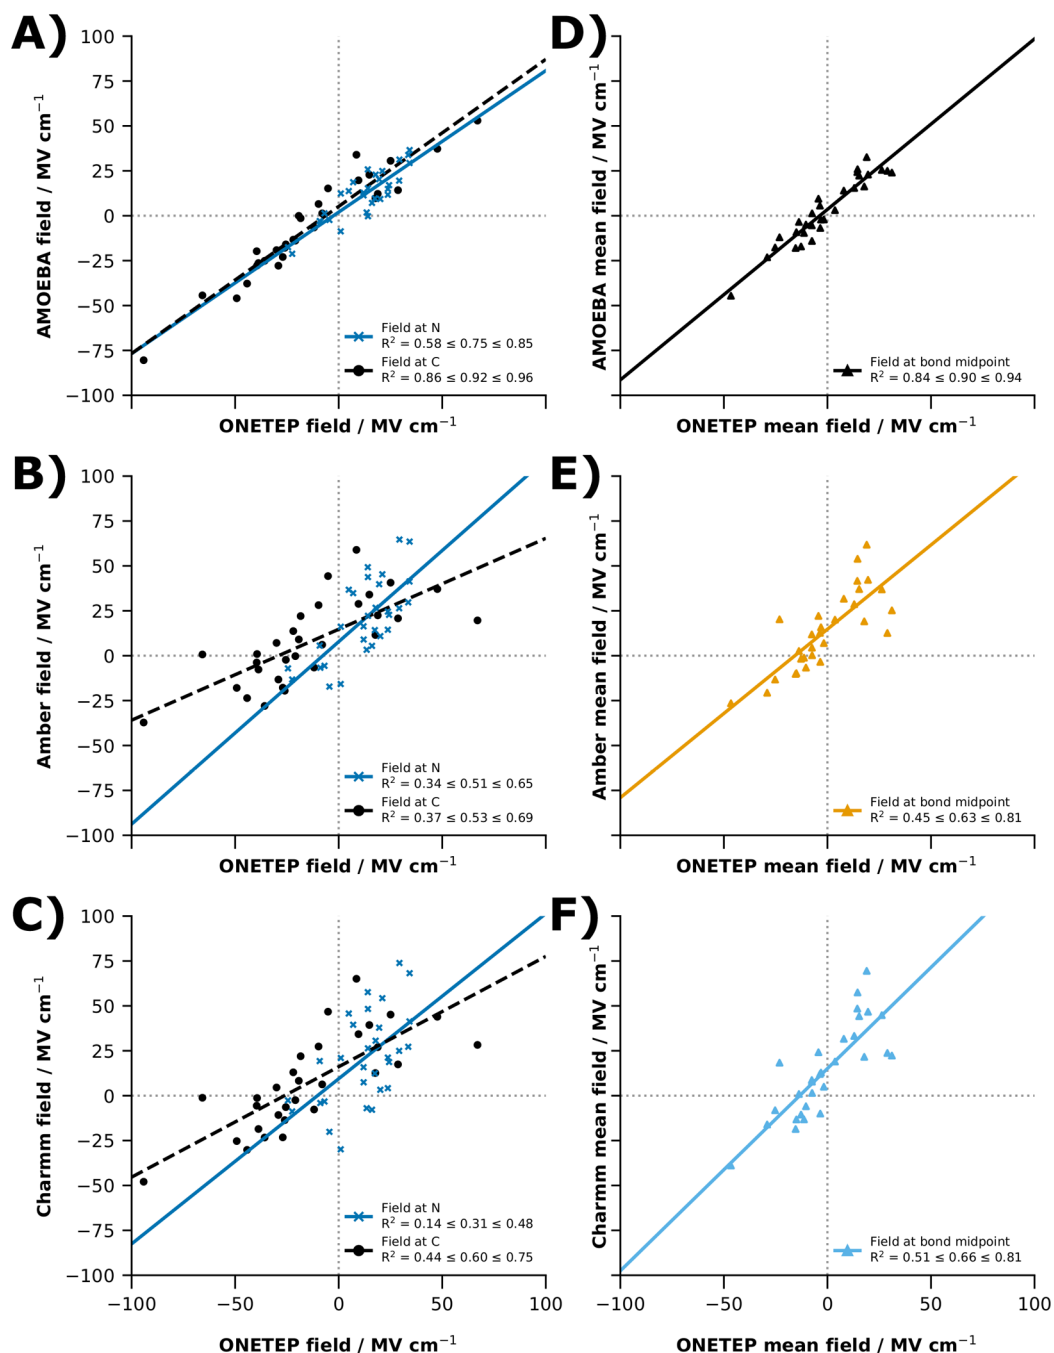 A)
100
75
50
25
0
−25
−50
−75
−100
AMOEBA field / MV cm⁻¹
Field at N
R² = 0.58 ≤ 0.75 ≤ 0.85
Field at C
R² = 0.86 ≤ 0.92 ≤ 0.96
ONETEP field / MV cm⁻¹
D)
AMOEBA mean field / MV cm⁻¹
Field at bond midpoint
R² = 0.84 ≤ 0.90 ≤ 0.94
ONETEP mean field / MV cm⁻¹
B)
100
75
50
25
0
−25
−50
−75
−100
Amber field / MV cm⁻¹
Field at N
R² = 0.34 ≤ 0.51 ≤ 0.65
Field at C
R² = 0.37 ≤ 0.53 ≤ 0.69
ONETEP field / MV cm⁻¹
E)
Amber mean field / MV cm⁻¹
Field at bond midpoint
R² = 0.45 ≤ 0.63 ≤ 0.81
ONETEP mean field / MV cm⁻¹
C)
100
75
50
25
0
−25
−50
−75
−100
Charmm field / MV cm⁻¹
Field at N
R² = 0.14 ≤ 0.31 ≤ 0.48
Field at C
R² = 0.44 ≤ 0.60 ≤ 0.75
−100 −50 0 50 100
ONETEP field / MV cm⁻¹
F)
Charmm mean field / MV cm⁻¹
Field at bond midpoint
R² = 0.51 ≤ 0.66 ≤ 0.81
−100 −50 0 50 100
ONETEP mean field / MV cm⁻¹